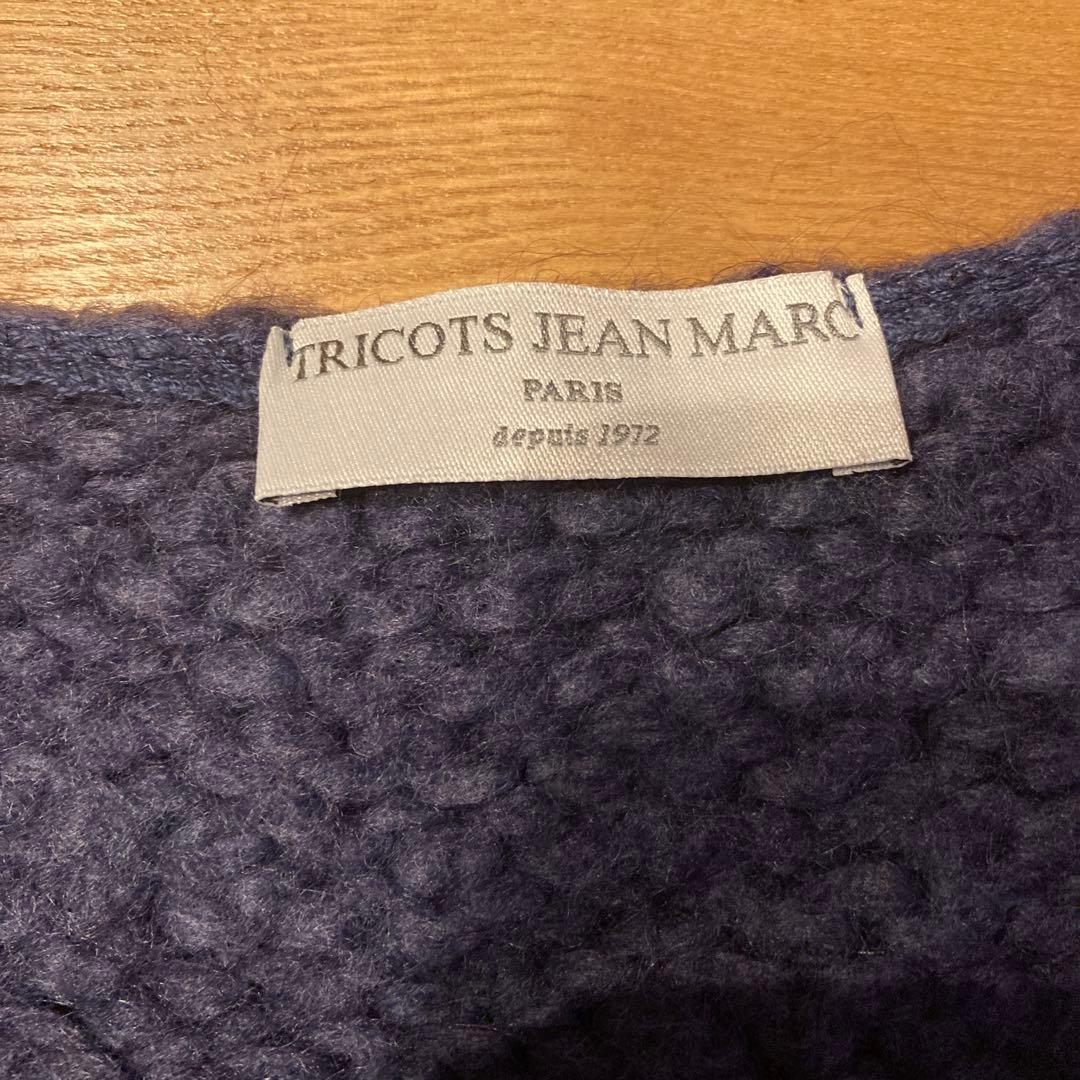 TRICOTS JEAN MARC
PARIS
depuis 1972